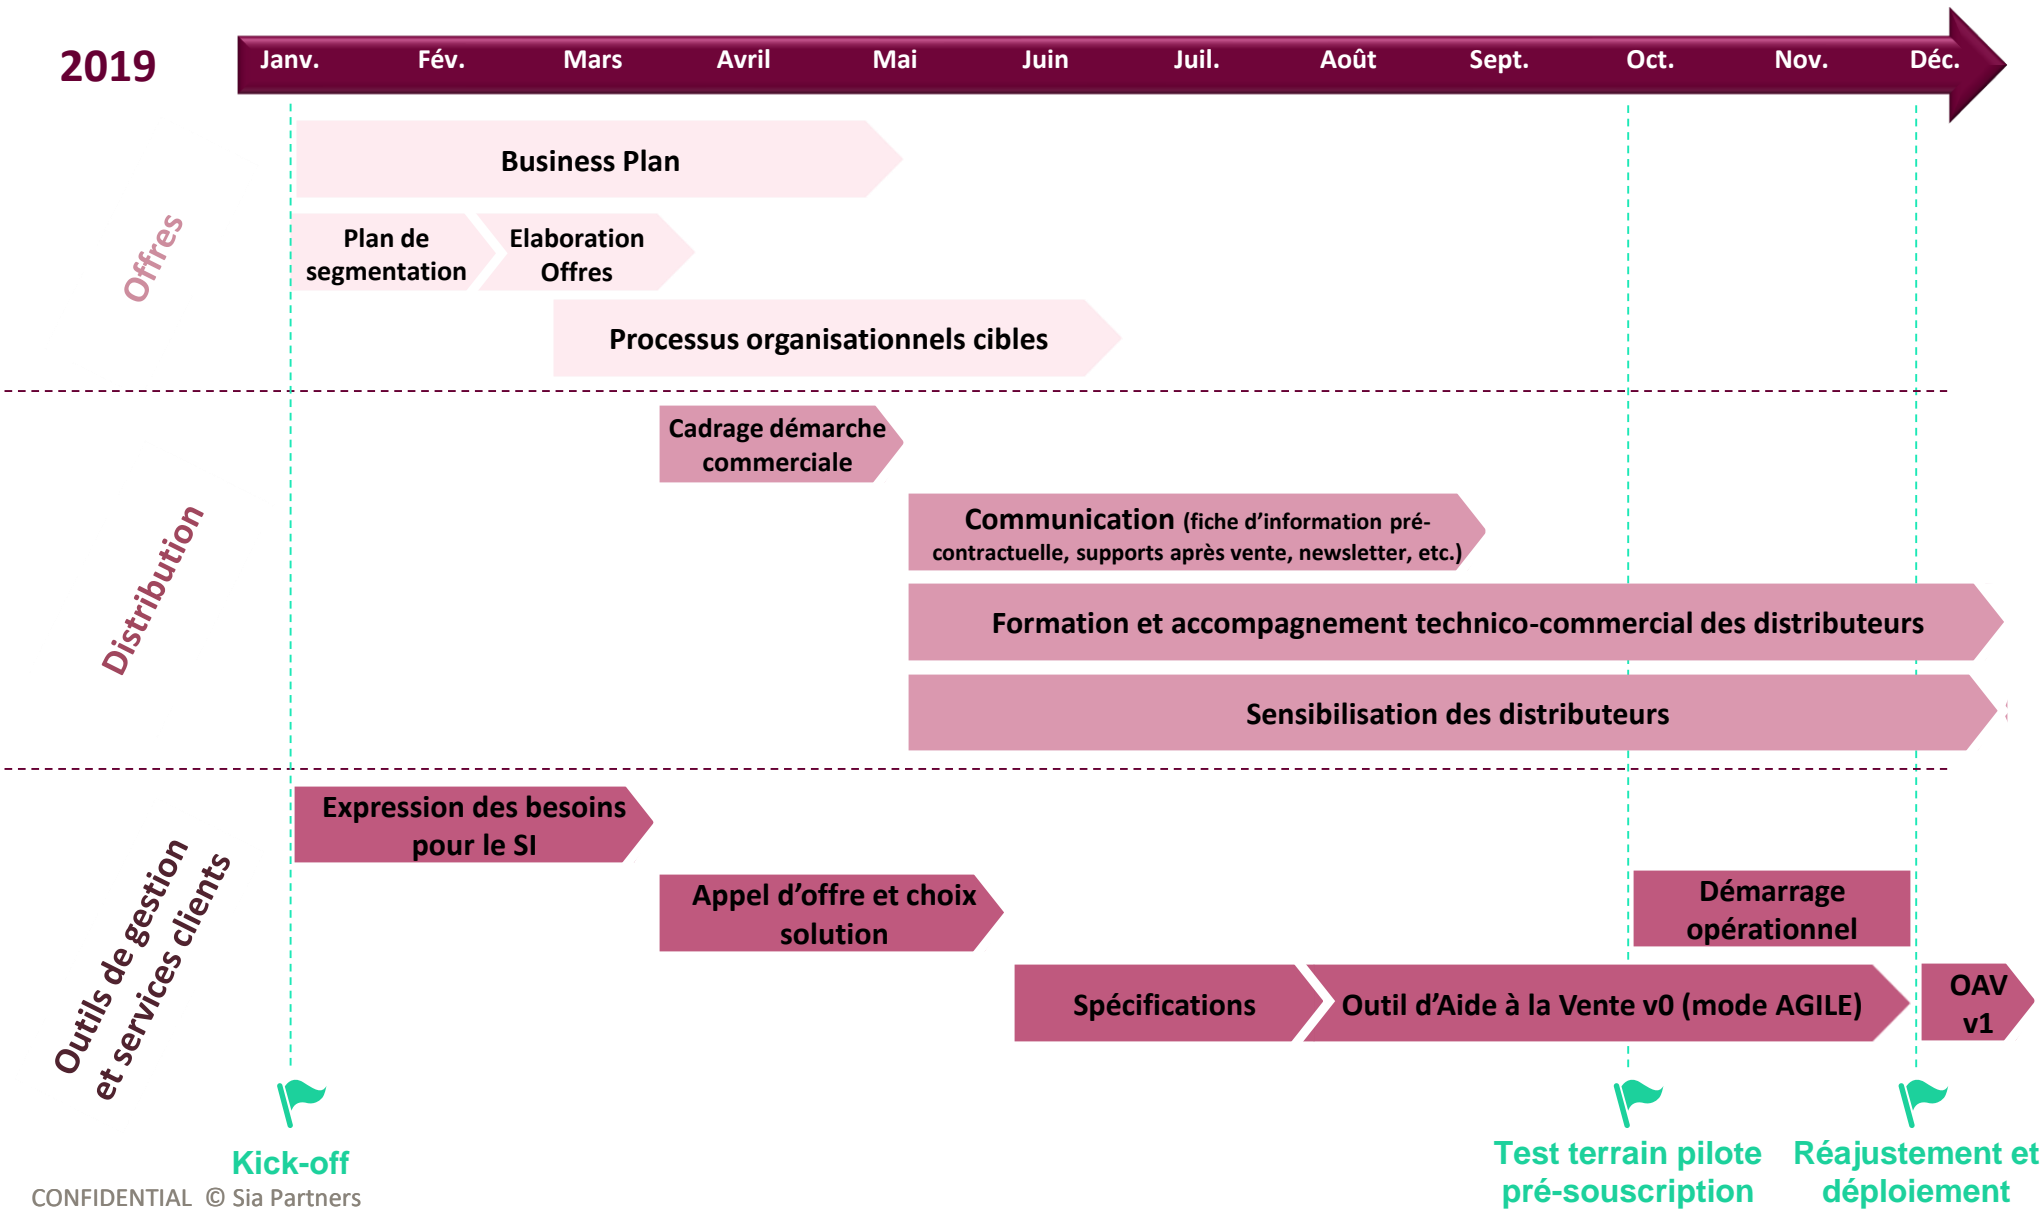 2019
Janv. Fév. Mars Avril Mai Juin Juil. Août Sept. Oct. Nov. Déc.
Offres
Business Plan
Plan de
segmentation
Elaboration
Offres
Processus organisationnels cibles
Distribution
Cadrage démarche
commerciale
Communication (fiche d’information pré-
contractuelle, supports après vente, newsletter, etc.)
Formation et accompagnement technico-commercial des distributeurs
Sensibilisation des distributeurs
Outils de gestion
et services clients
Expression des besoins
pour le SI
Appel d’offre et choix
solution
Démarrage
opérationnel
Spécifications
Outil d’Aide à la Vente v0 (mode AGILE)
OAV
v1
Kick-off
Test terrain pilote
pré-souscription
Réajustement et
déploiement
CONFIDENTIAL © Sia Partners